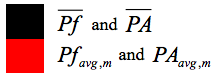 P̅f̅ and P̅A̅
Pf_avg,m and PA_avg,m